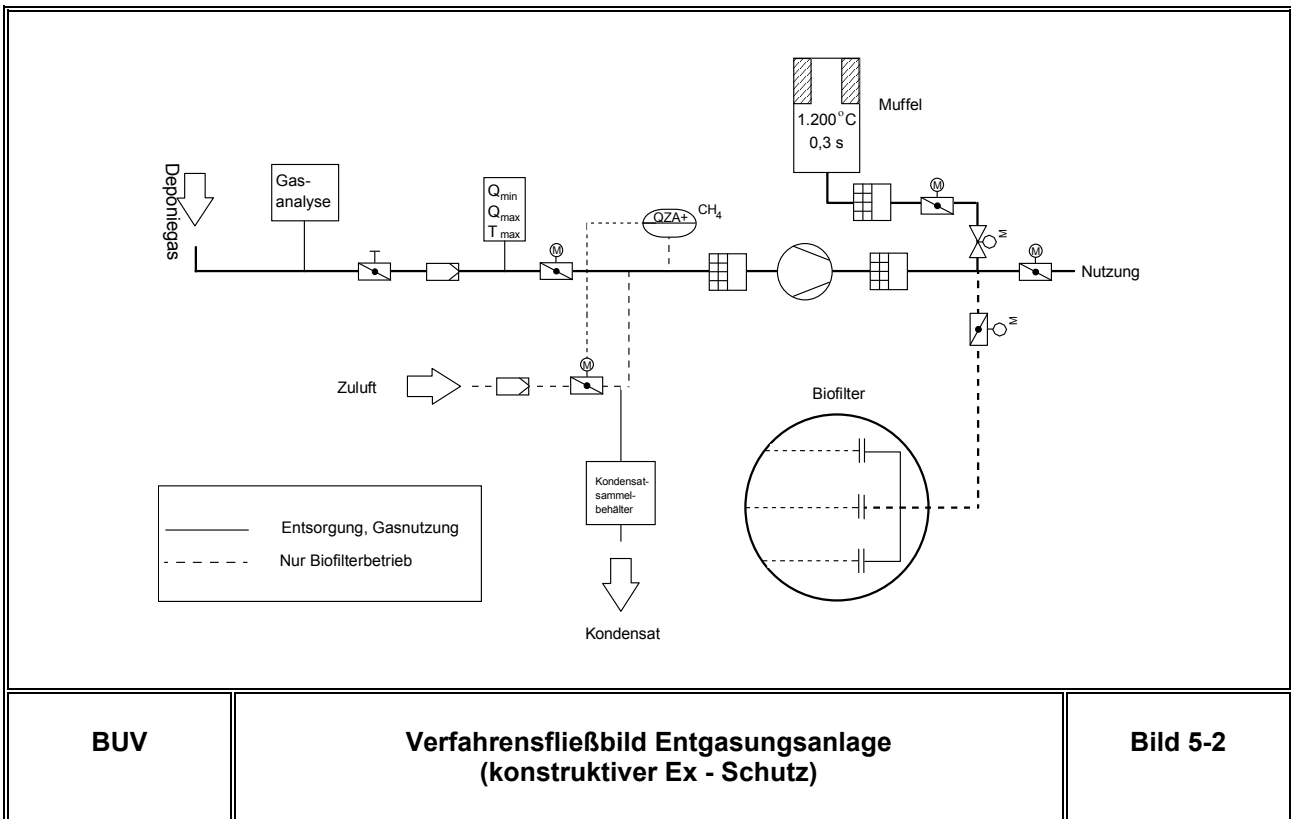 Muffel
1.200°C
0,3 s
Deponiegas
Gas-
analyse
Qmin
Qmax
Tmax
M
QZA+
CH4
M
M
M
Nutzung
M
M
Zuluft
Biofilter
Kondensat-
sammel-
behälter
Entsorgung, Gasnutzung
Nur Biofilterbetrieb
Kondensat
BUV
Verfahrensfließbild Entgasungsanlage
(konstruktiver Ex - Schutz)
Bild 5-2